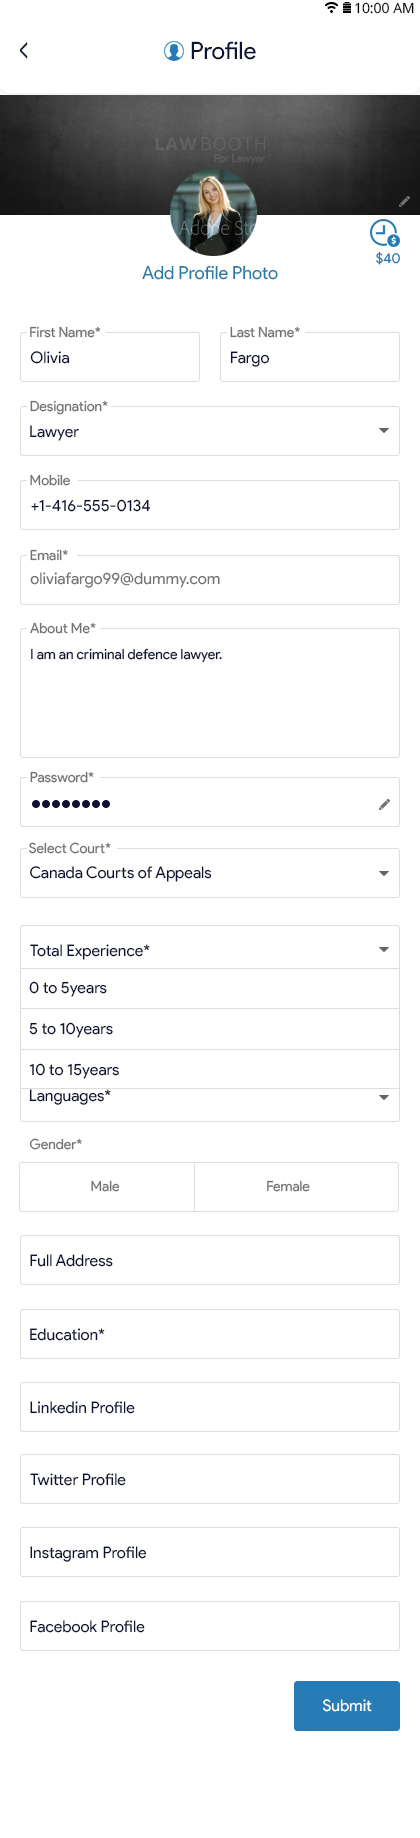 10:00 AM
Profile
LAWBOOTH
For Lawyer
Adobe Sto
$
$40
Add Profile Photo
First Name* Last Name*
Olivia Fargo
Designation*
Lawyer
Mobile
+1-416-555-0134
Email*
oliviafargo99@dummy.com
About Me*
I am an criminal defence lawyer.
Password*
Select Court*
Canada Courts of Appeals
Total Experience*
0 to 5years
5 to 10years
10 to 15years
Languages*
Gender*
Male Female
Full Address
Education*
Linkedin Profile
Twitter Profile
Instagram Profile
Facebook Profile
Submit